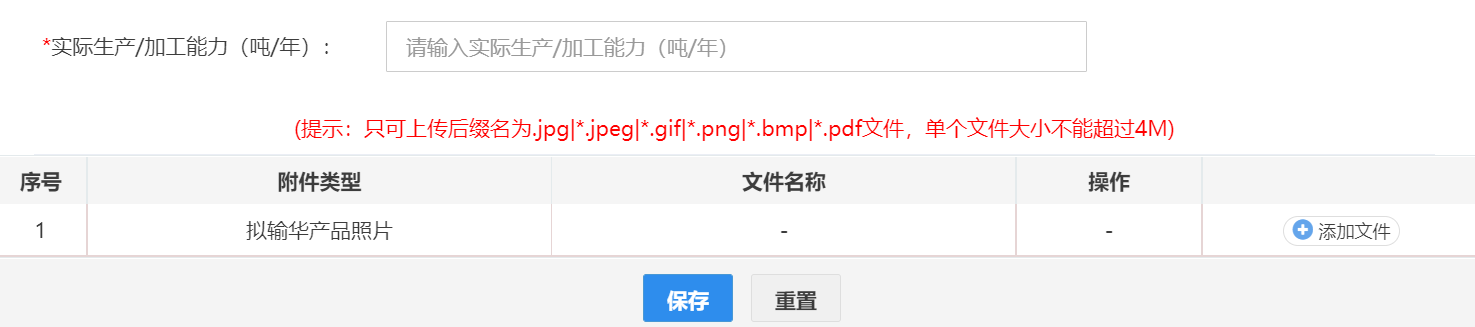 *实际生产/加工能力（吨/年）: 请输入实际生产/加工能力（吨/年）
(提示：只可上传后缀名为.jpg|*.jpeg|*.gif|*.png|*.bmp|*.pdf文件，单个文件大小不能超过4M)
序号 附件类型 文件名称 操作
1 拟输华产品照片 - - 添加文件
保存 重置